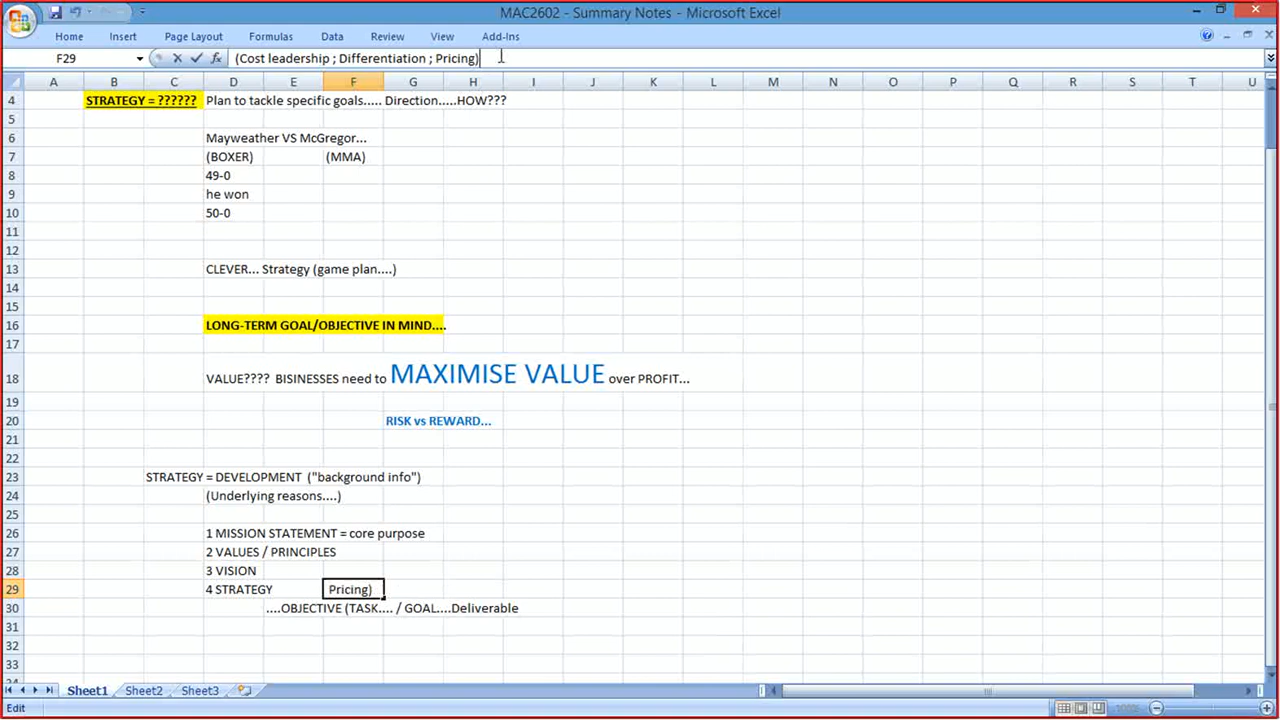 MAC2602 - Summary Notes - Microsoft Excel
Home Insert Page Layout Formulas Data Review View Add-Ins
F29 fx (Cost leadership ; Differentiation ; Pricing)
A B C D E F G H I J K L M N O P Q R S T U
4 STRATEGY = ?????? Plan to tackle specific goals..... Direction.....HOW???
5
6 Mayweather VS McGregor...
7 (BOXER) (MMA)
8 49-0
9 he won
10 50-0
11
12
13 CLEVER... Strategy (game plan....)
14
15
16 LONG-TERM GOAL/OBJECTIVE IN MIND....
17
18 VALUE???? BISINESSES need to MAXIMISE VALUE over PROFIT...
19
20 RISK vs REWARD...
21
22
23 STRATEGY = DEVELOPMENT ("background info")
24 (Underlying reasons....)
25
26 1 MISSION STATEMENT = core purpose
27 2 VALUES / PRINCIPLES
28 3 VISION
29 4 STRATEGY Pricing)
30 ....OBJECTIVE (TASK.... / GOAL....Deliverable
31
32
33
Sheet1 Sheet2 Sheet3
Edit 100%